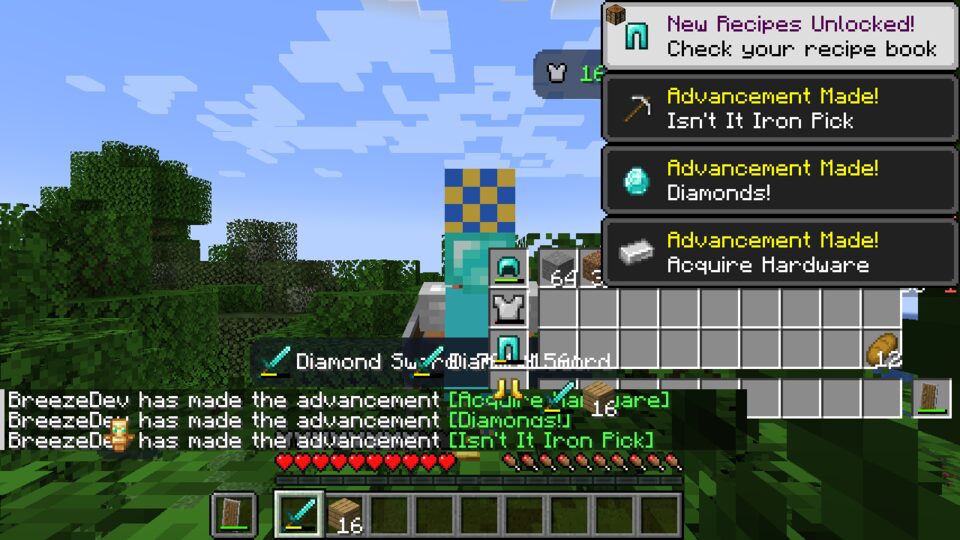 New Recipes Unlocked!
Check your recipe book
16
Advancement Made!
Isn't It Iron Pick
Advancement Made!
Diamonds!
Advancement Made!
Acquire Hardware
64
12
Diamond Sword
BreezeDev has made the advancement [Acquire Hardware]
16
BreezeDev has made the advancement [Diamonds!]
BreezeDev has made the advancement [Isn't It Iron Pick]
16